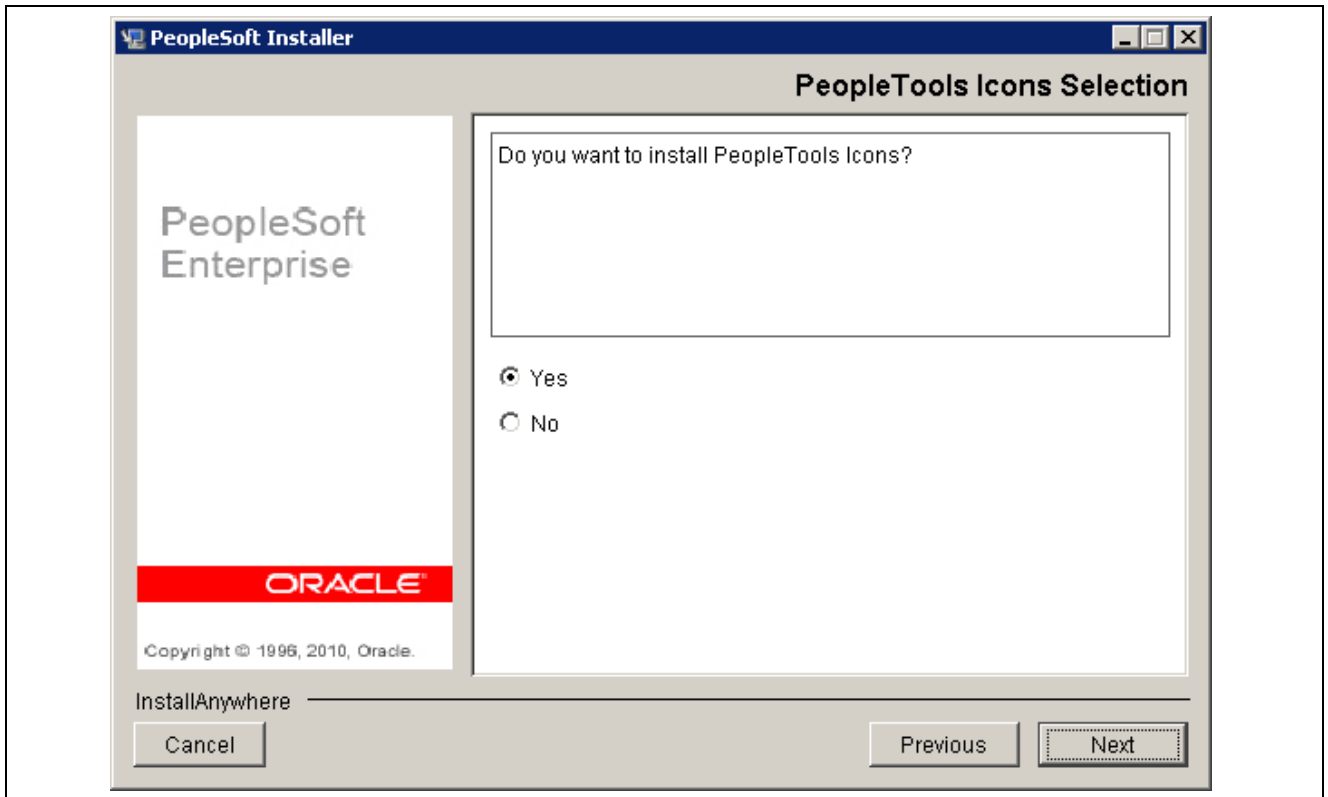 PeopleSoft Installer
PeopleTools Icons Selection
PeopleSoft
Enterprise
Do you want to install PeopleTools Icons?
Yes
No
ORACLE
Copyright © 1996, 2010, Oracle.
InstallAnywhere
Cancel
Previous
Next